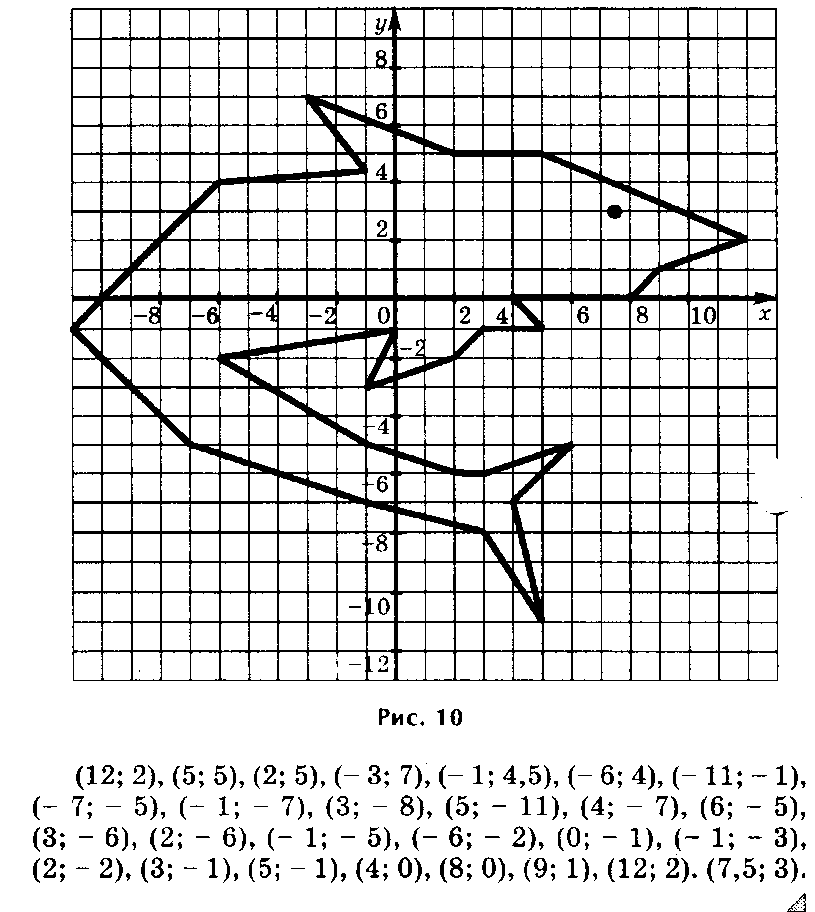 y
8
6
4
2
-8 -6 -4 -2 0 2 4 6 8 10 x
-2
-4
-6
-8
-10
-12
Рис. 10
(12; 2), (5; 5), (2; 5), (- 3; 7), (- 1; 4,5), (- 6; 4), (- 11; - 1),
(- 7; - 5), (- 1; - 7), (3; - 8), (5; - 11), (4; - 7), (6; - 5),
(3; - 6), (2; - 6), (- 1; - 5), (- 6; - 2), (0; - 1), (- 1; - 3),
(2; - 2), (3; - 1), (5; - 1), (4; 0), (8; 0), (9; 1), (12; 2). (7,5; 3).